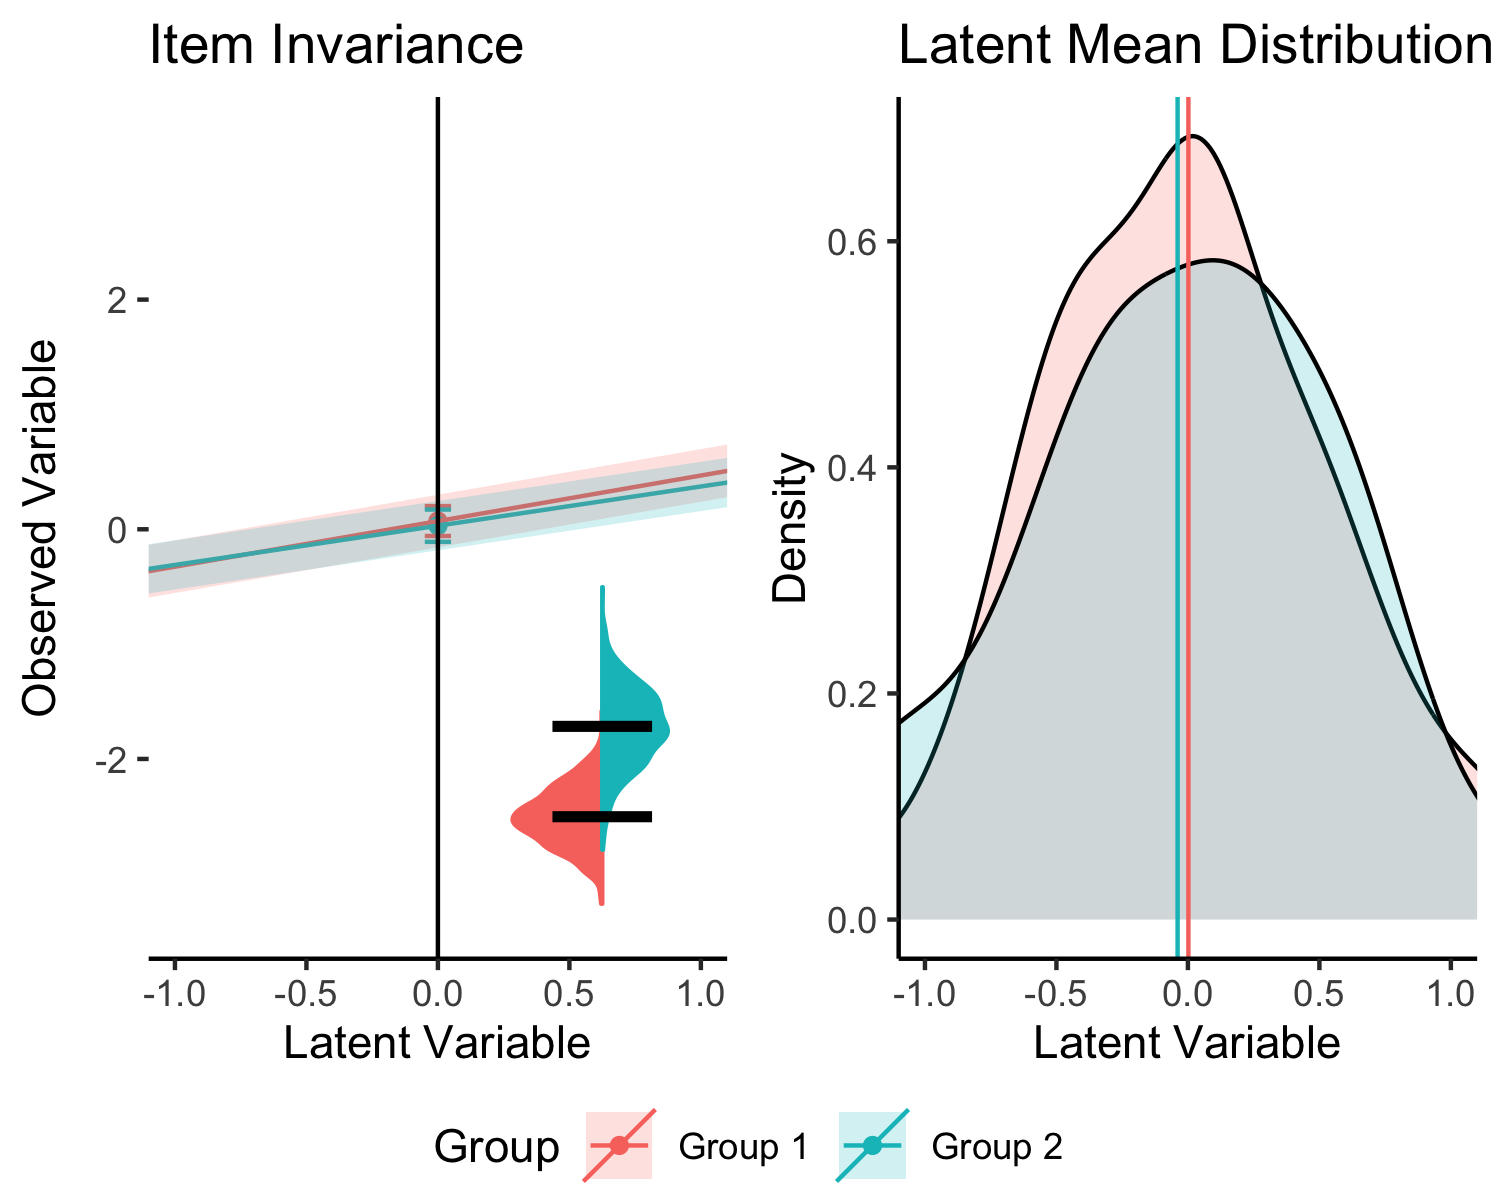 Item Invariance
Observed Variable
2
0
-2
-1.0 -0.5 0.0 0.5 1.0
Latent Variable
Latent Mean Distribution
Density
0.6
0.4
0.2
0.0
-1.0 -0.5 0.0 0.5 1.0
Latent Variable
Group Group 1 Group 2